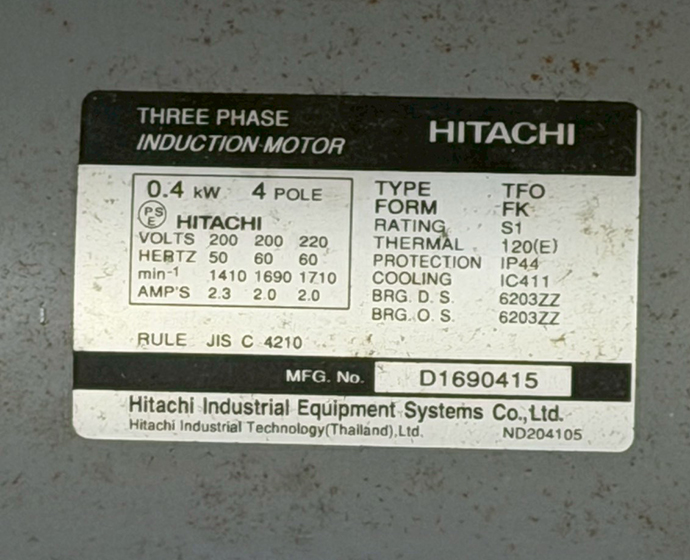 THREE PHASE
INDUCTION MOTOR
HITACHI
0.4 kW 4 POLE
PS E HITACHI
VOLTS 200 200 220
HERTZ 50 60 60
min-1 1410 1690 1710
AMP'S 2.3 2.0 2.0
RULE JIS C 4210
TYPE TFO
FORM FK
RATING S1
THERMAL 120(E)
PROTECTION IP44
COOLING IC411
BRG. D. S. 6203ZZ
BRG. O. S. 6203ZZ
MFG. No. D1690415
Hitachi Industrial Equipment Systems Co.,Ltd.
Hitachi Industrial Technology(Thailand),Ltd. ND204105